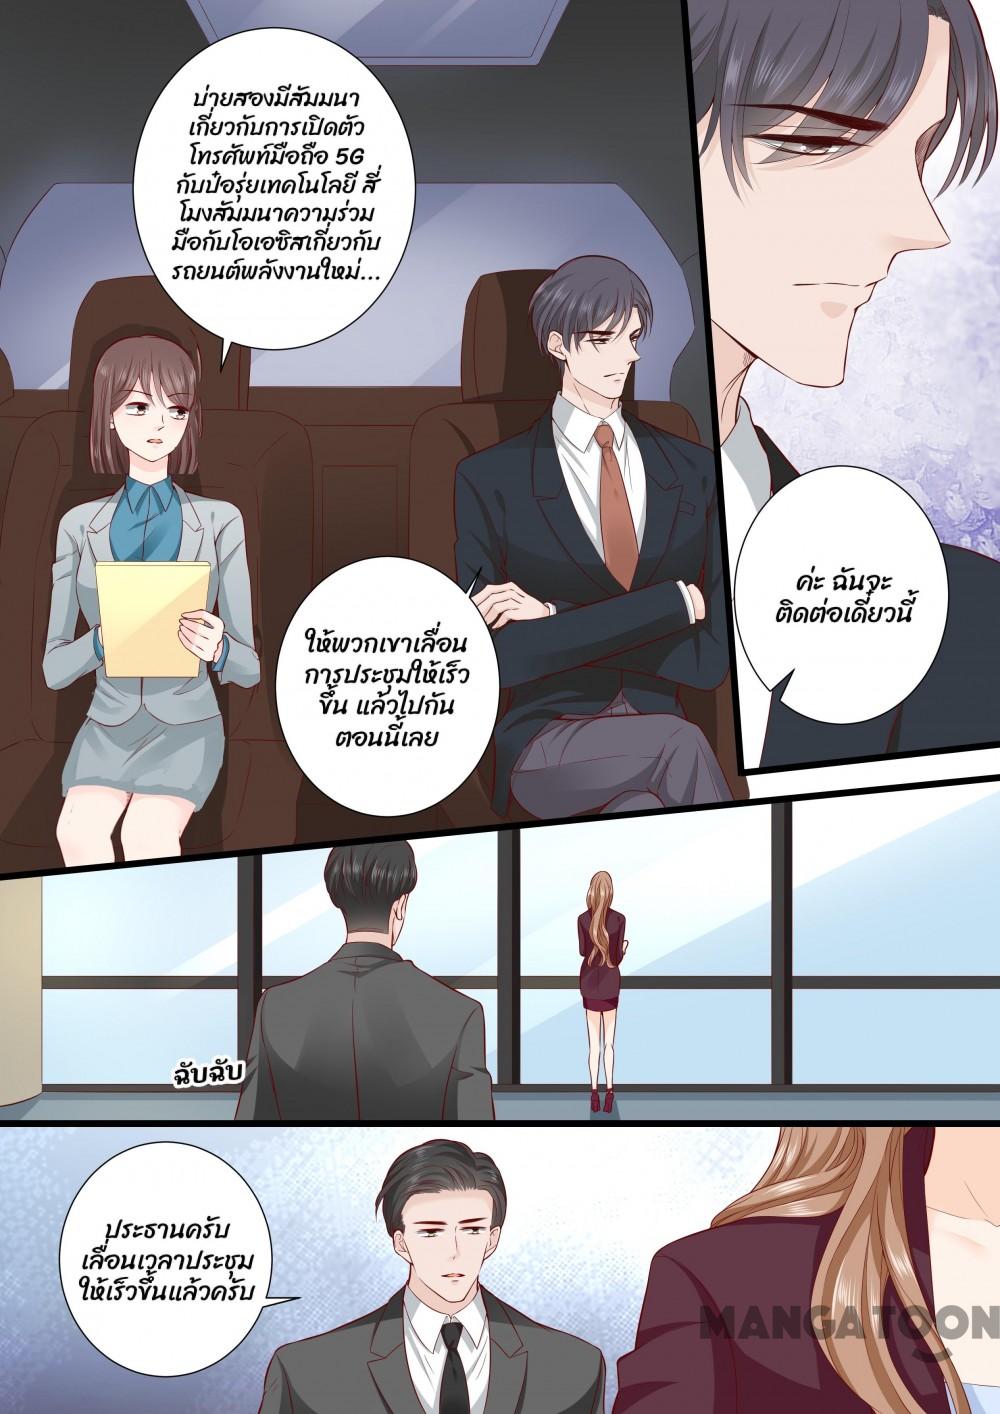 บ่ายสองมีสัมมนา
เกี่ยวกับการเปิดตัว
โทรศัพท์มือถือ 5G
กับป๋อรุ่ยเทคโนโลยี สี่
โมงสัมมนาความร่วม
มือกับโอเอซิสเกี่ยวกับ
รถยนต์พลังงานใหม่...
ให้พวกเขาเลื่อน
การประชุมให้เร็ว
ขึ้น แล้วไปกัน
ตอนนี้เลย
ค่ะ ฉันจะ
ติดต่อเดี๋ยวนี้
ฉับฉับ
ประธานครับ
เลื่อนเวลาประชุม
ให้เร็วขึ้นแล้วครับ
MANGATOON